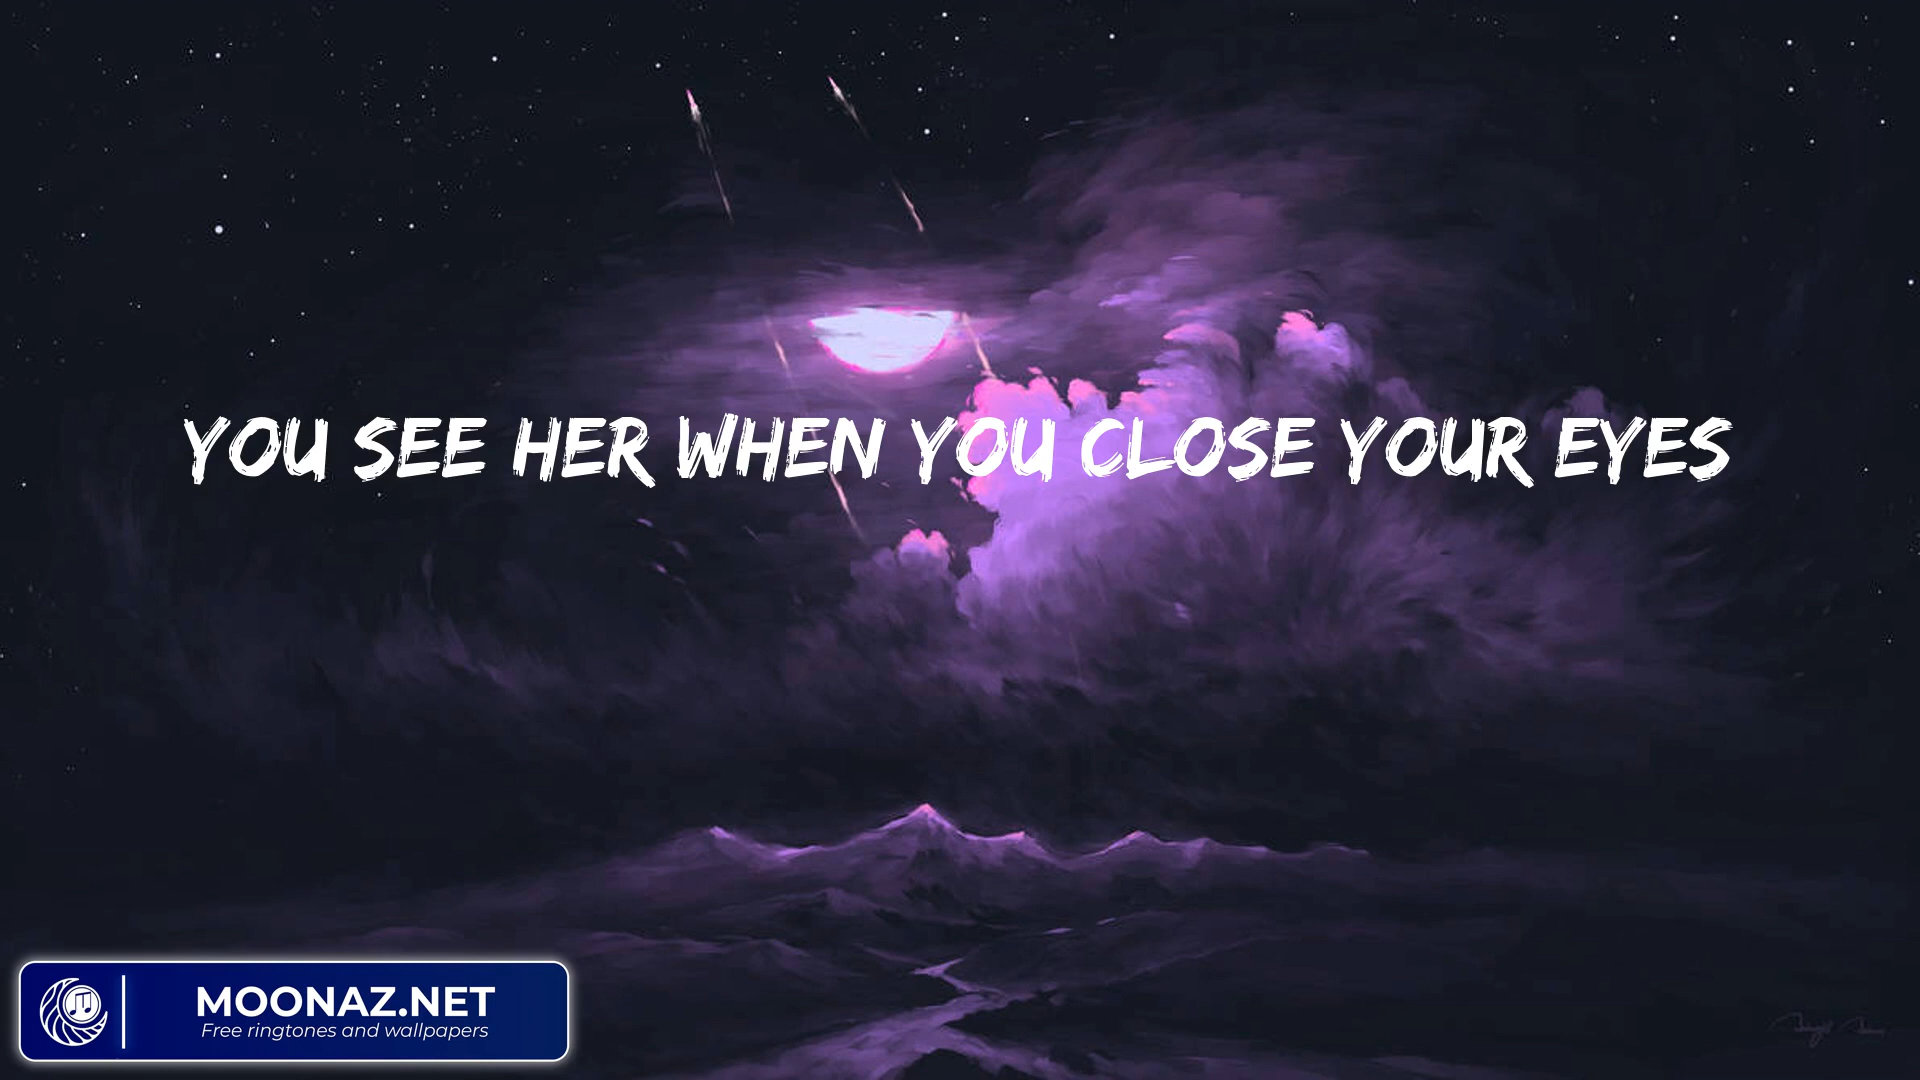 YOU SEE HER WHEN YOU CLOSE YOUR EYES
MOONAZ.NET
Free ringtones and wallpapers